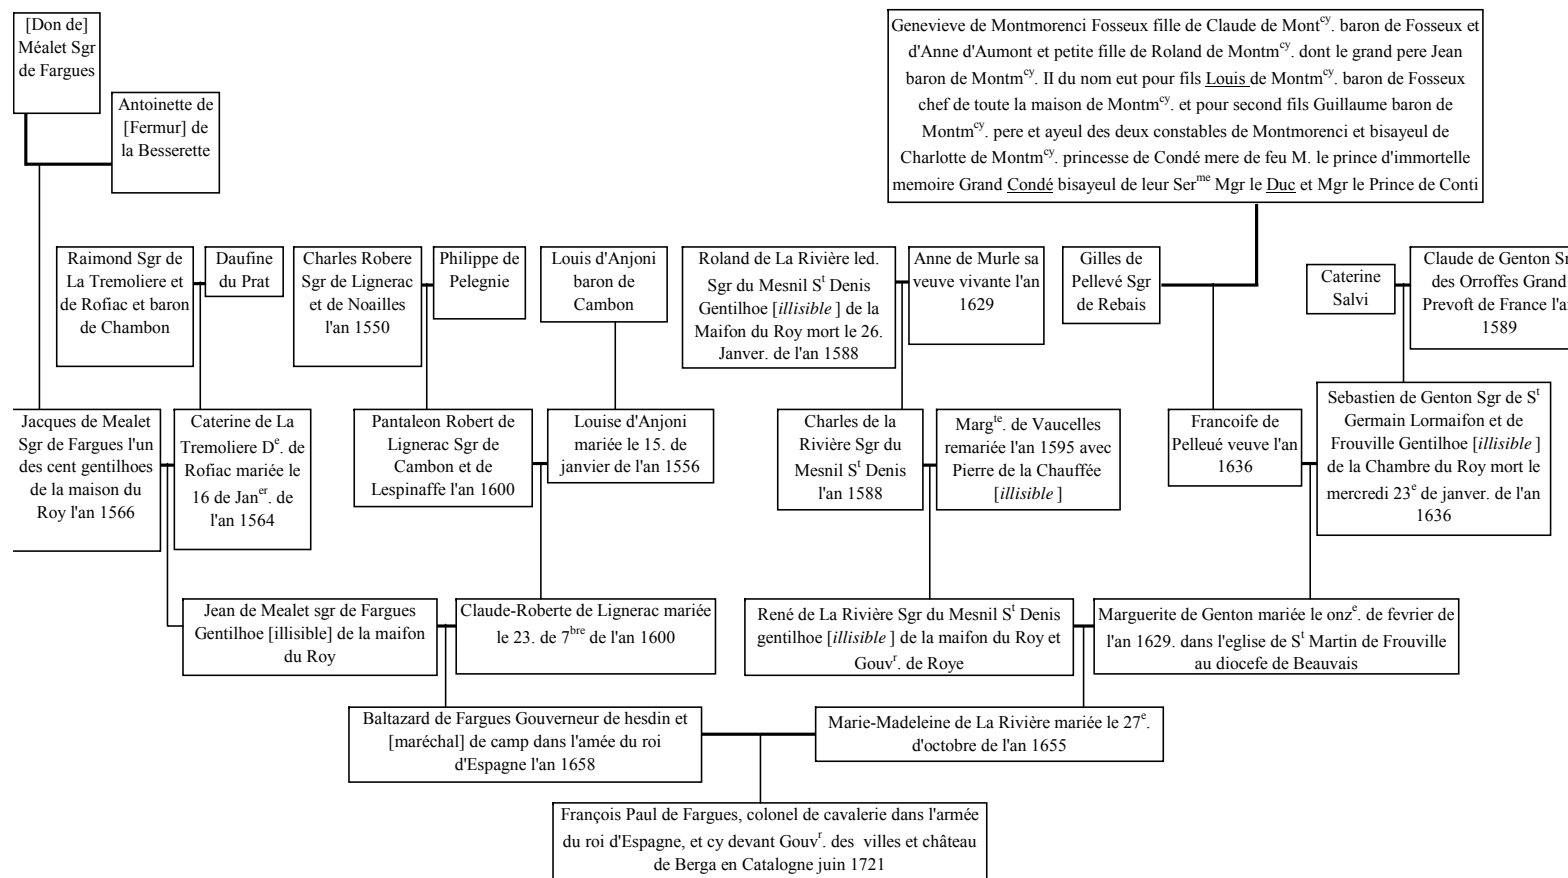 [Don de]
Méalet Sgr
de Fargues
Antoinette de
[Fermur] de
la Besserette
Genevieve de Montmorenci Fosseux fille de Claude de Montcy. baron de Fosseux et
d'Anne d'Aumont et petite fille de Roland de Montmcy. dont le grand pere Jean
baron de Montmcy. II du nom eut pour fils Louis de Montmcy. baron de Fosseux
chef de toute la maison de Montmcy. et pour second fils Guillaume baron de
Montmcy. pere et ayeul des deux constables de Montmorenci et bisayeul de
Charlotte de Montmcy. princesse de Condé mere de feu M. le prince d'immortelle
memoire Grand Condé bisayeul de leur Serme Mgr le Duc et Mgr le Prince de Conti
Raimond Sgr de
La Tremoliere et
de Rofiac et baron
de Chambon
Daufine
du Prat
Charles Robere
Sgr de Lignerac
et de Noailles
l'an 1550
Philippe de
Pelegnie
Louis d'Anjoni
baron de
Cambon
Roland de La Rivière led.
Sgr du Mesnil St Denis
Gentilhoe [illisible] de la
Maifon du Roy mort le 26.
Janver. de l'an 1588
Anne de Murle sa
veuve vivante l'an
1629
Gilles de
Pellevé Sgr
de Rebais
Caterine
Salvi
Claude de Genton Sr
des Orroffes Grand
Prevoft de France l'a
1589
Jacques de Mealet
Sgr de Fargues l'un
des cent gentilhoes
de la maison du
Roy l'an 1566
Caterine de La
Tremoliere De. de
Rofiac mariée le
16 de Janer. de
l'an 1564
Pantaleon Robert de
Lignerac Sgr de
Cambon et de
Lespinaffe l'an 1600
Louise d'Anjoni
mariée le 15. de
janvier de l'an 1556
Charles de la
Rivière Sgr du
Mesnil St Denis
l'an 1588
Margte. de Vaucelles
remariée l'an 1595 avec
Pierre de la Chauffée
[illisible]
Francoife de
Pelleué veuve l'an
1636
Sebastien de Genton Sgr de St
Germain Lormaifon et de
Frouville Gentilhoe [illisible]
de la Chambre du Roy mort le
mercredi 23e de janver. de l'an
1636
Jean de Mealet sgr de Fargues
Gentilhoe [illisible] de la maifon
du Roy
Claude-Roberte de Lignerac mariée
le 23. de 7bre de l'an 1600
René de La Rivière Sgr du Mesnil St Denis
gentilhoe [illisible] de la maifon du Roy et
Gouvr. de Roye
Marguerite de Genton mariée le onze. de fevrier de
l'an 1629. dans l'eglise de St Martin de Frouville
au diocefe de Beauvais
Baltazard de Fargues Gouverneur de hesdin et
[maréchal] de camp dans l'amée du roi
d'Espagne l'an 1658
Marie-Madeleine de La Rivière mariée le 27e.
d'octobre de l'an 1655
François Paul de Fargues, colonel de cavalerie dans l'armée
du roi d'Espagne, et cy devant Gouvr. des villes et château
de Berga en Catalogne juin 1721